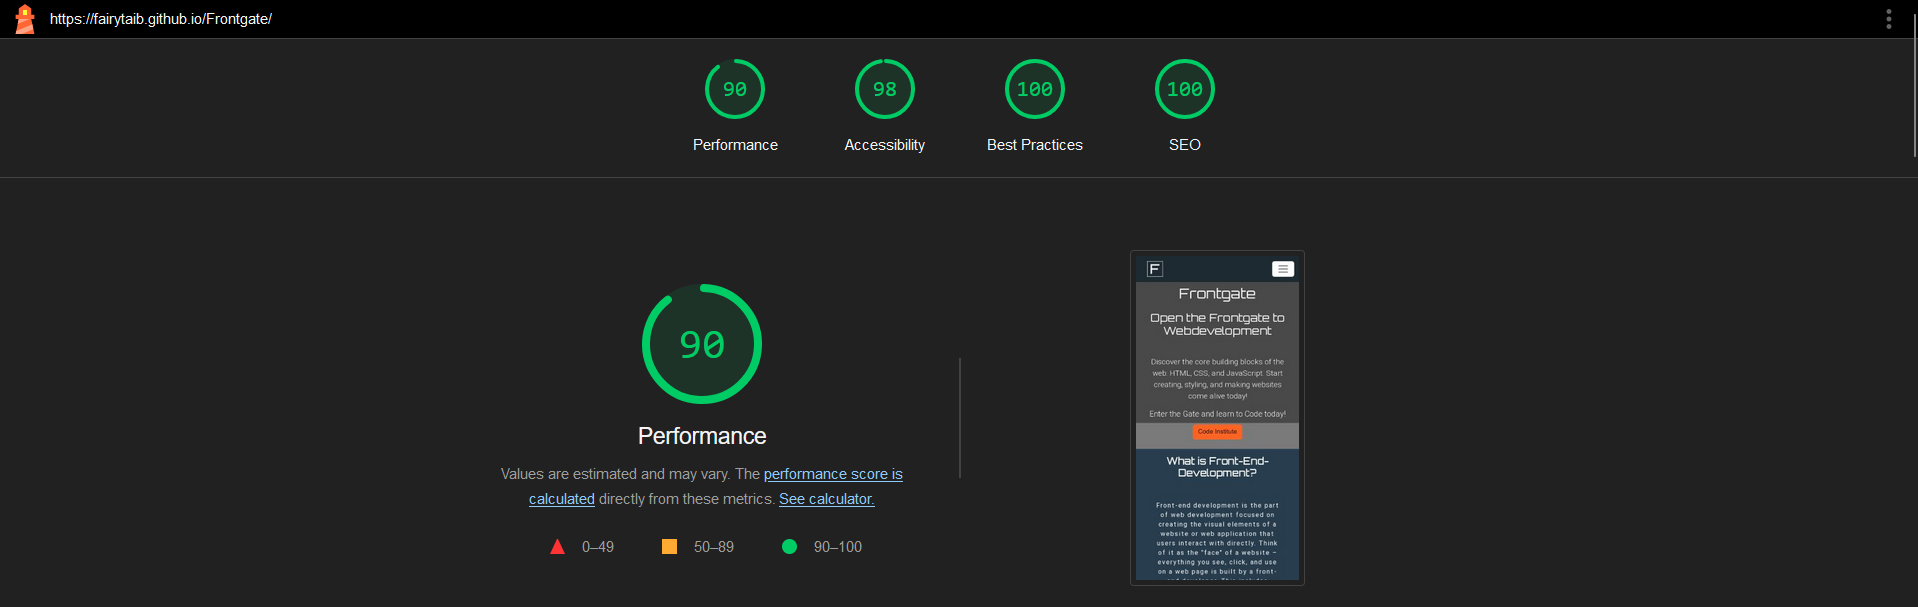 https://fairytaib.github.io/Frontgate/
90
98
100
100
Performance
Accessibility
Best Practices
SEO
90
Performance
Values are estimated and may vary. The performance score is
calculated directly from these metrics. See calculator.
0–49
50–89
90–100
F
Frontgate
Open the Frontgate to
Webdevelopment
Discover the core building blocks of the
web: HTML, CSS, and JavaScript. Start
creating, styling, and making websites
come alive today!
Enter the Gate and learn to Code today!
Code Institute
What is Front-End-
Development?
Front-end development is the part
of web development focused on
creating the visual elements of a
website or web application that
users interact with directly. Think
of it as the "face" of a website –
everything you see, click, and use
on a web page is built by a front-